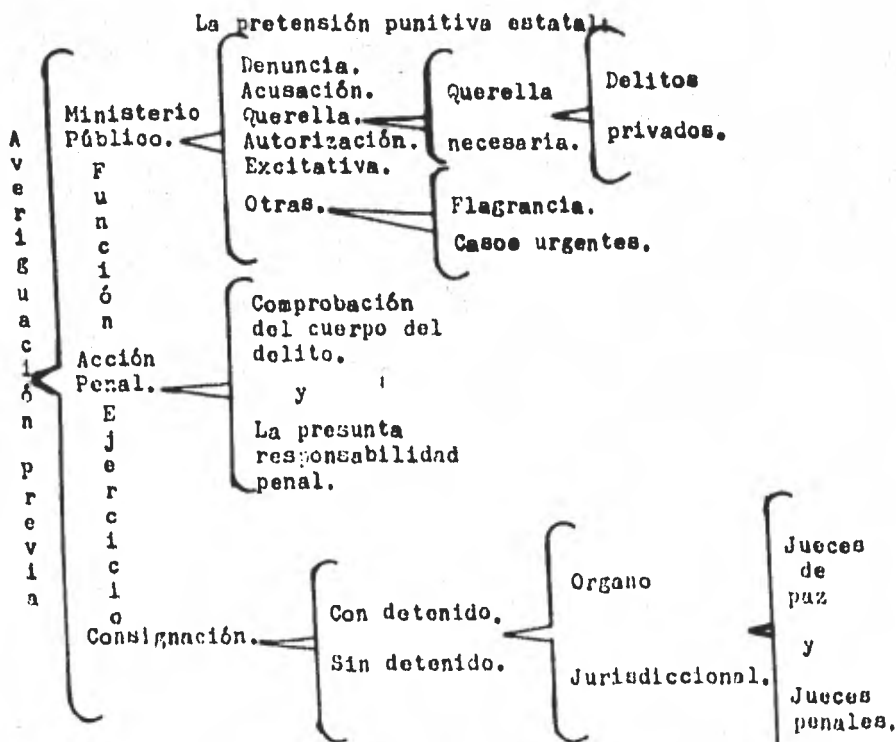 La pretensión punitiva estatal.
Averiguación previa
Ministerio
Público.
Función
Denuncia.
Acusación.
Querella.
Autorización.
Excitativa.
Otras.
Querella
necesaria.
Delitos
privados.
Flagrancia.
Casos urgentes.
Acción
Penal.
Ejercicio
Comprobación
del cuerpo del
delito.
y
La presunta
responsabilidad
penal.
Consignación.
Con detenido.
Sin detenido.
Organo
Jurisdiccional.
Jueces
de
paz
y
Jueces
penales.